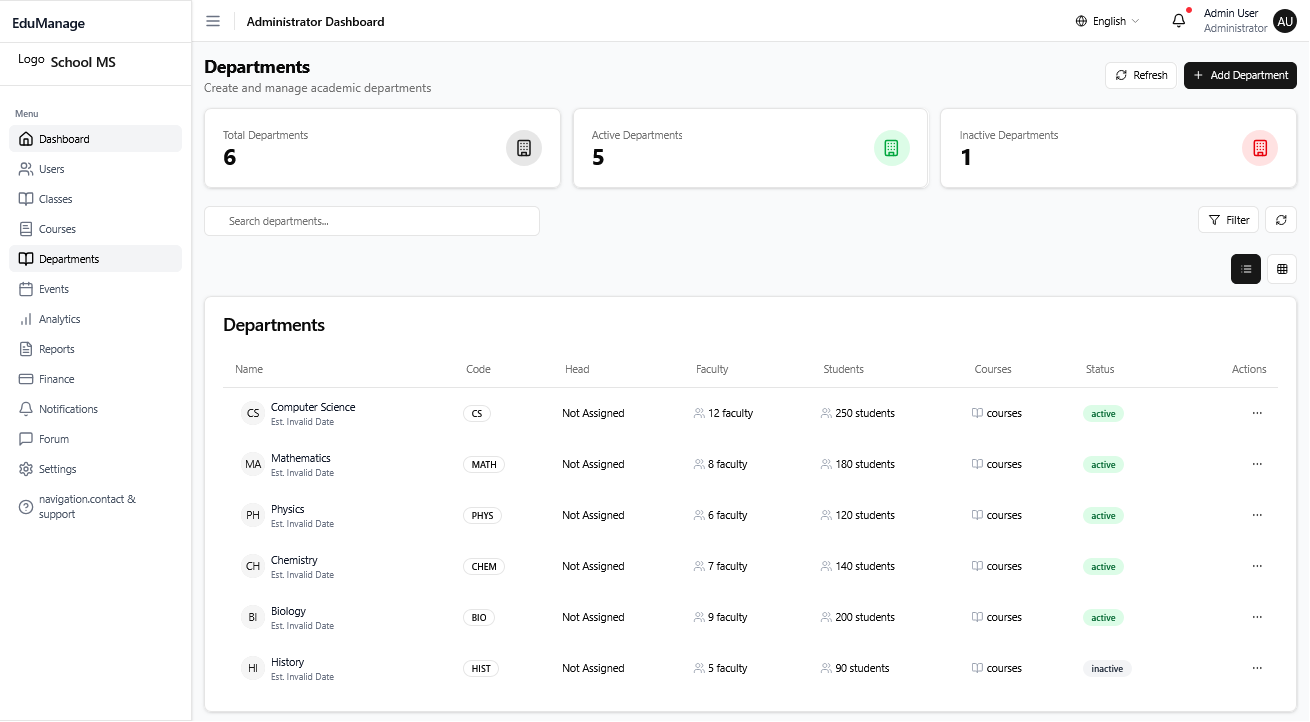 EduManage
Administrator Dashboard
English
Admin User
Administrator
AU
Logo
School MS
Menu
Dashboard
Users
Classes
Courses
Departments
Events
Analytics
Reports
Finance
Notifications
Forum
Settings
navigation.contact &
support
Departments
Create and manage academic departments
Refresh
+ Add Department
Total Departments
6
Active Departments
5
Inactive Departments
1
Search departments...
Filter
Departments
Name Code Head Faculty Students Courses Status Actions
CS Computer Science CS Not Assigned 12 faculty 250 students courses active ...
Est. Invalid Date
MA Mathematics MATH Not Assigned 8 faculty 180 students courses active ...
Est. Invalid Date
PH Physics PHYS Not Assigned 6 faculty 120 students courses active ...
Est. Invalid Date
CH Chemistry CHEM Not Assigned 7 faculty 140 students courses active ...
Est. Invalid Date
BI Biology BIO Not Assigned 9 faculty 200 students courses active ...
Est. Invalid Date
HI History HIST Not Assigned 5 faculty 90 students courses inactive ...
Est. Invalid Date